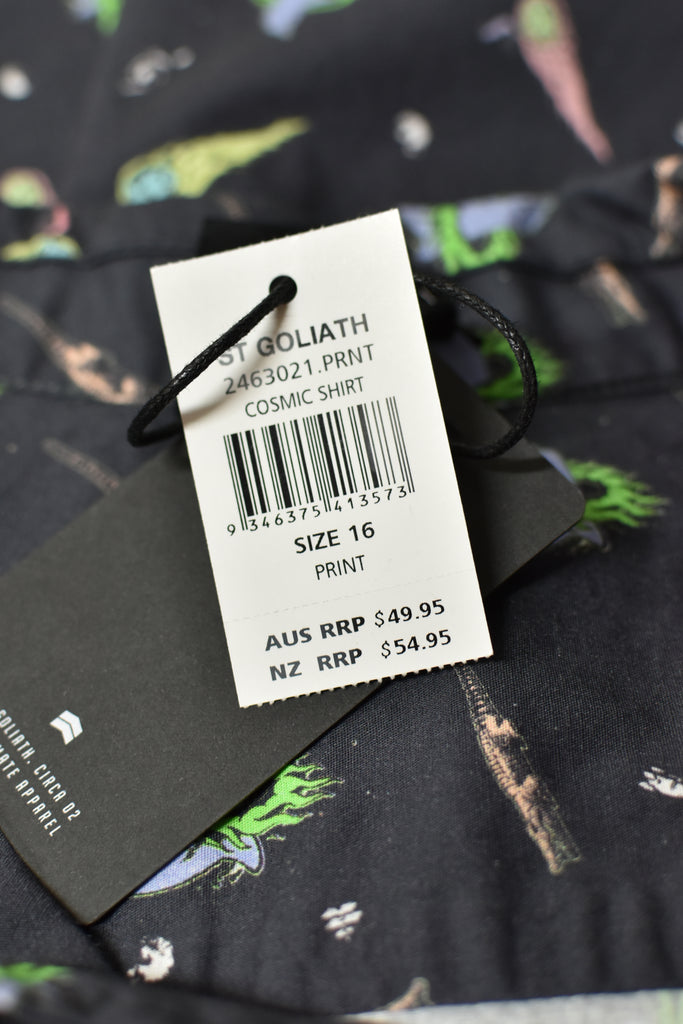 ST GOLIATH
2463021.PRNT
COSMIC SHIRT
9 346375 413573
SIZE 16
PRINT
AUS RRP $49.95
NZ RRP $54.95
GOLIATH. CIRCA 02
APPAREL